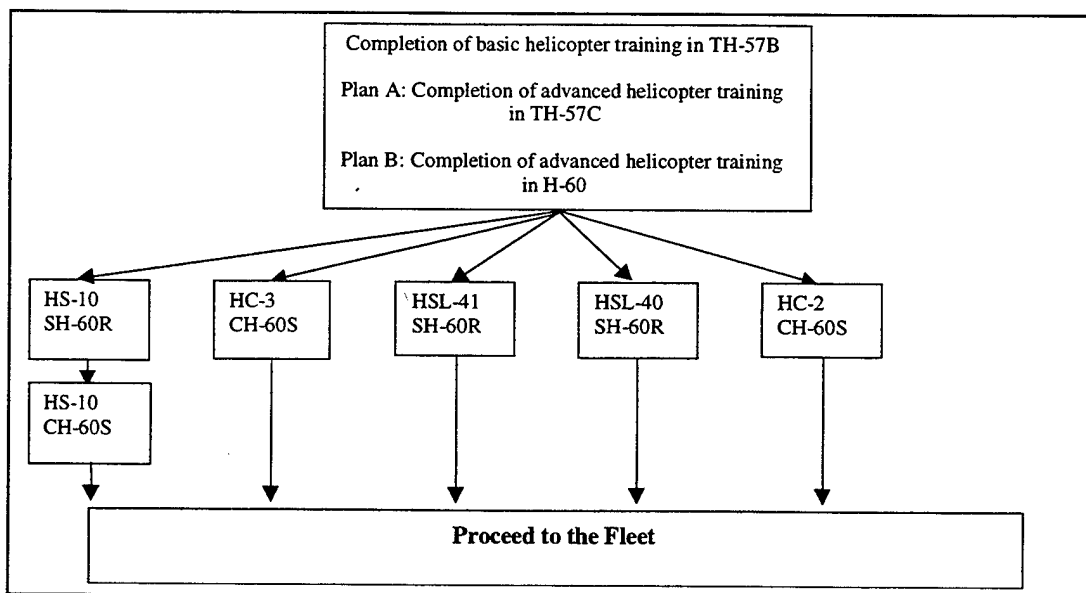 Completion of basic helicopter training in TH-57B
Plan A: Completion of advanced helicopter training
in TH-57C
Plan B: Completion of advanced helicopter training
in H-60
HS-10
SH-60R
HC-3
CH-60S
HSL-41
SH-60R
HSL-40
SH-60R
HC-2
CH-60S
HS-10
CH-60S
Proceed to the Fleet